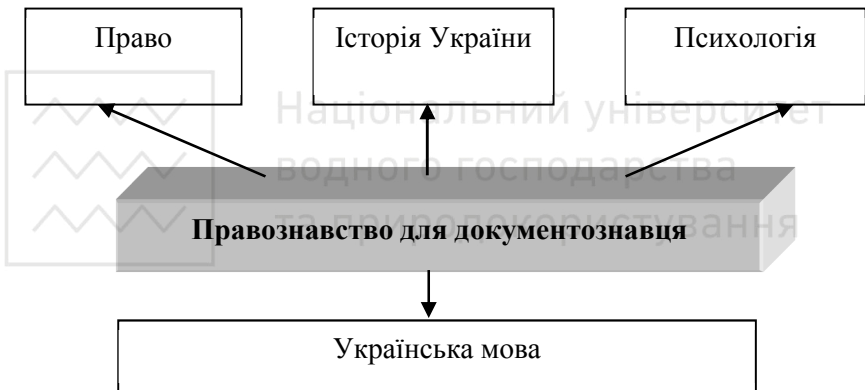 Право
Історія України
Психологія
Національний університет
водного господарства
та природокористування
Правознавство для документознавця
Українська мова